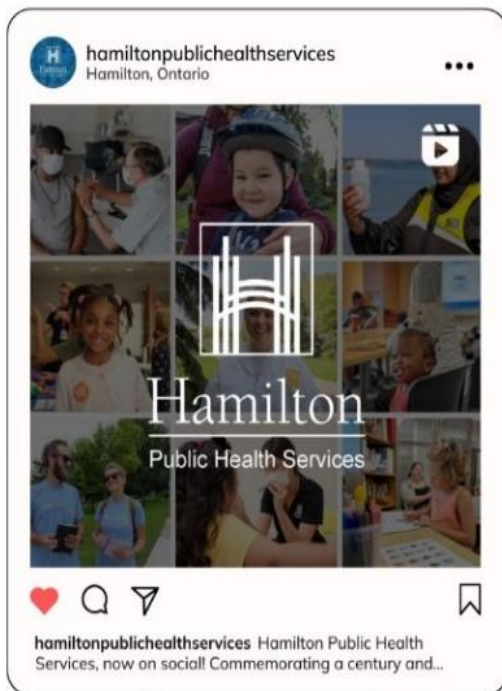 hamiltonpublichealthservices
Hamilton, Ontario
Hamilton
Public Health Services
hamiltonpublichealthservices Hamilton Public Health
Services, now on social! Commemorating a century and...